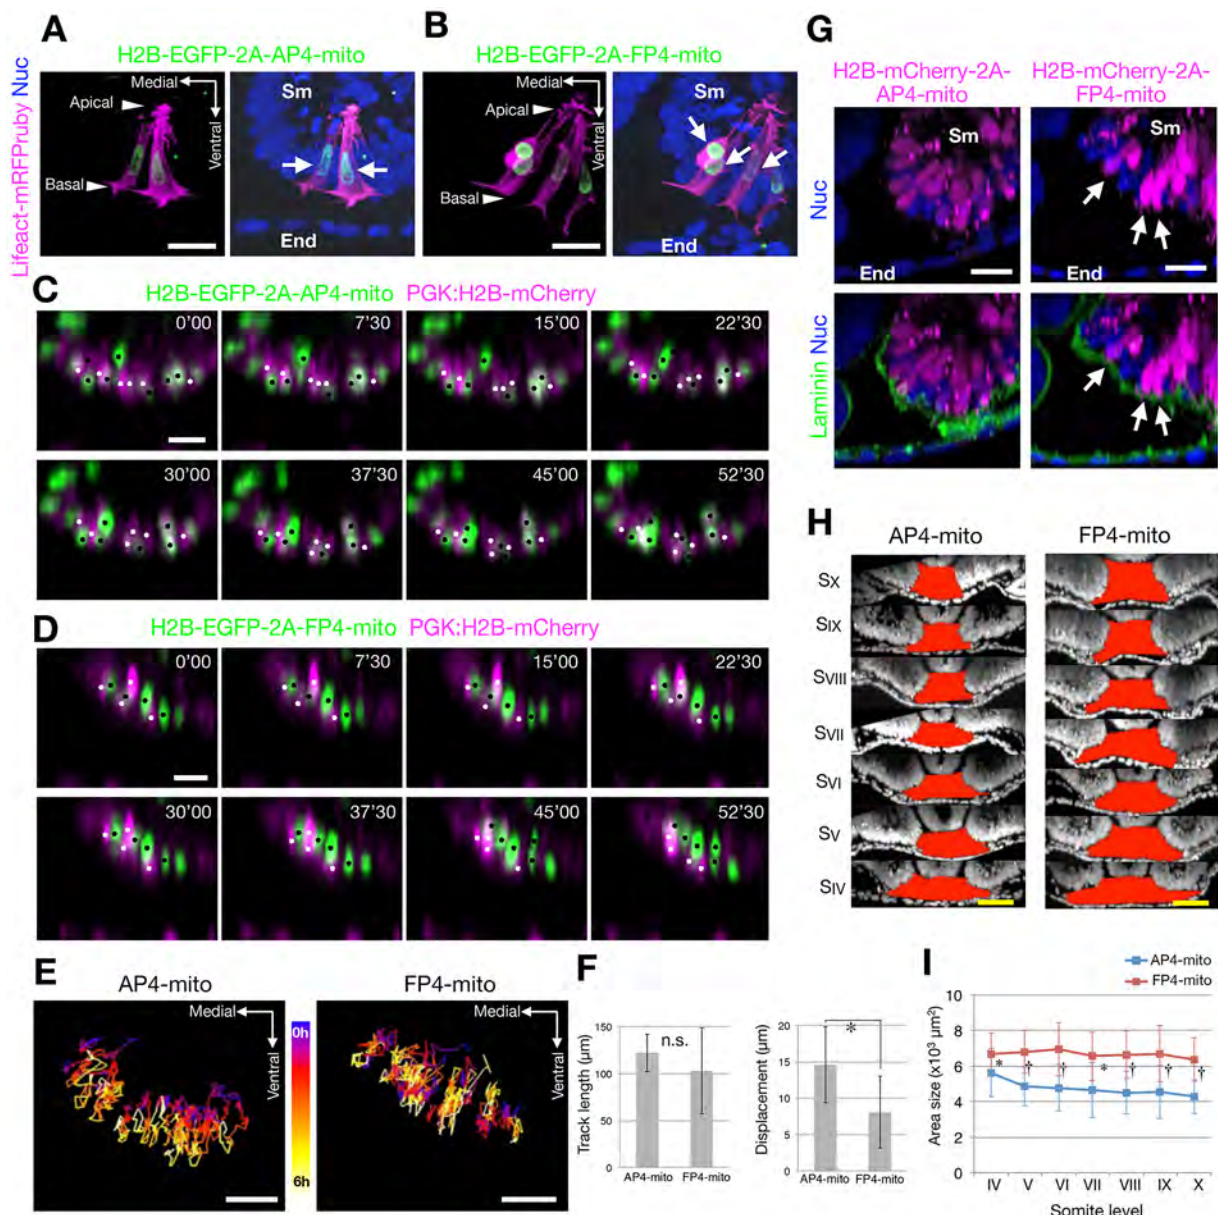 A
H2B-EGFP-2A-AP4-mito
Lifeact-mRFPruby Nuc
Medial
Apical
Ventral
Basal
Sm
End
B
H2B-EGFP-2A-FP4-mito
Medial
Apical
Ventral
Basal
Sm
End
C
H2B-EGFP-2A-AP4-mito PGK:H2B-mCherry
0'00
7'30
15'00
22'30
30'00
37'30
45'00
52'30
D
H2B-EGFP-2A-FP4-mito PGK:H2B-mCherry
0'00
7'30
15'00
22'30
30'00
37'30
45'00
52'30
E
AP4-mito
FP4-mito
Medial
Ventral
0h
6h
Medial
Ventral
F
Track length (µm)
150
100
50
0
n.s.
AP4-mito
FP4-mito
Displacement (µm)
25
20
15
10
5
0
*
AP4-mito
FP4-mito
G
H2B-mCherry-2A-
AP4-mito
H2B-mCherry-2A-
FP4-mito
Nuc
Sm
End
Sm
End
Laminin Nuc
H
AP4-mito
FP4-mito
SX
SIX
SVIII
SVII
SVI
SV
SIV
I
AP4-mito
FP4-mito
Area size (x10³ µm²)
10
8
6
4
2
0
* † † * † † †
IV V VI VII VIII IX X
Somite level